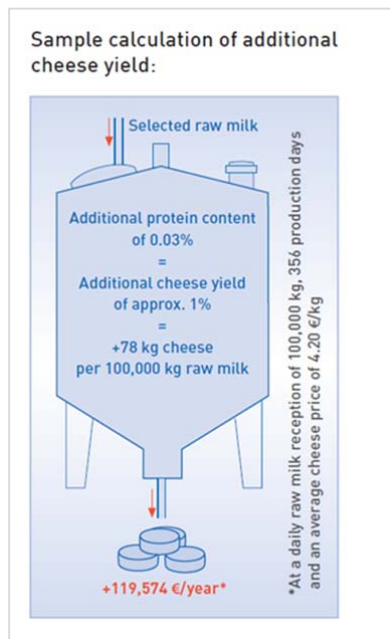 Sample calculation of additional
cheese yield:
Selected raw milk
Additional protein content
of 0.03%
=
Additional cheese yield
of approx. 1%
=
+78 kg cheese
per 100,000 kg raw milk
+119,574 €/year*
*At a daily raw milk reception of 100,000 kg, 356 production days
and an average cheese price of 4.20 €/kg